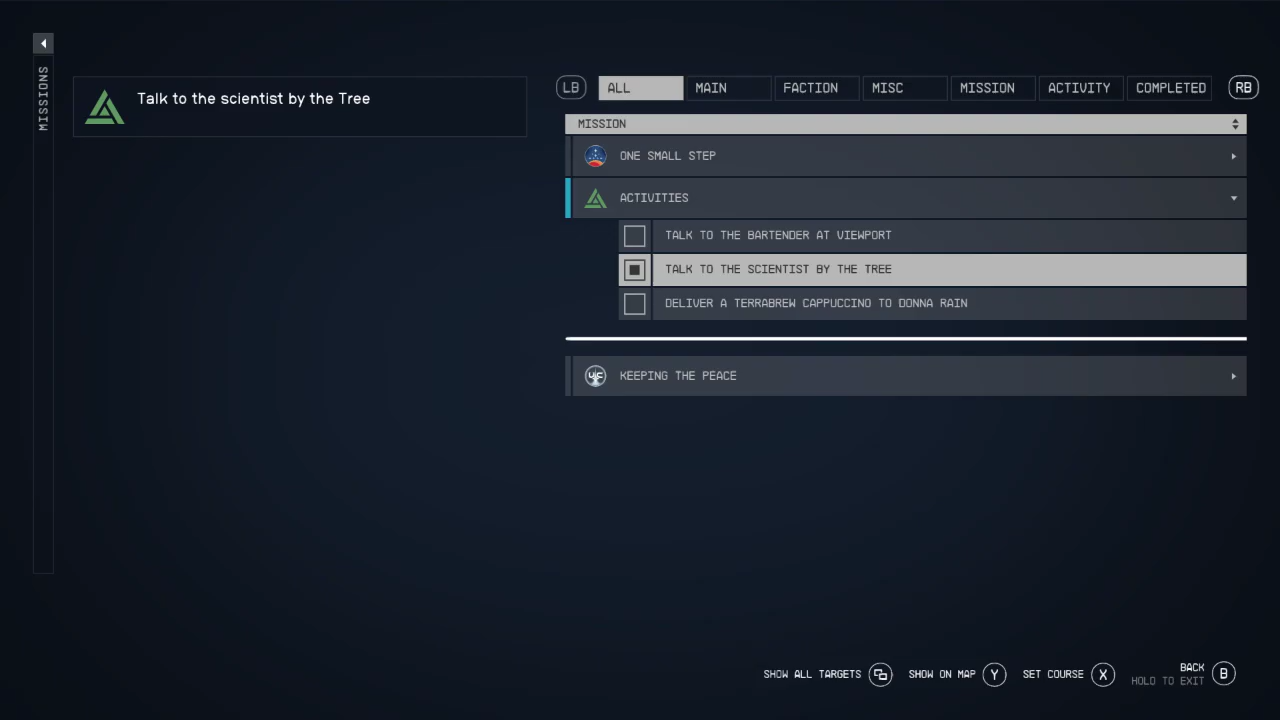 MISSIONS
Talk to the scientist by the Tree
LB ALL MAIN FACTION MISC MISSION ACTIVITY COMPLETED RB
MISSION
ONE SMALL STEP
ACTIVITIES
TALK TO THE BARTENDER AT VIEWPORT
TALK TO THE SCIENTIST BY THE TREE
DELIVER A TERRABREW CAPPUCCINO TO DONNA RAIN
UC KEEPING THE PEACE
SHOW ALL TARGETS SHOW ON MAP Y SET COURSE X BACK B
HOLD TO EXIT